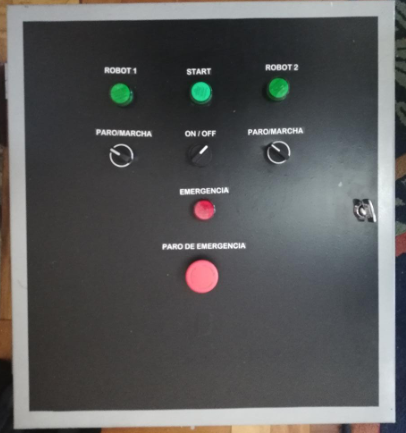 ROBOT 1
START
ROBOT 2
PARO/MARCHA
ON / OFF
PARO/MARCHA
EMERGENCIA
PARO DE EMERGENCIA